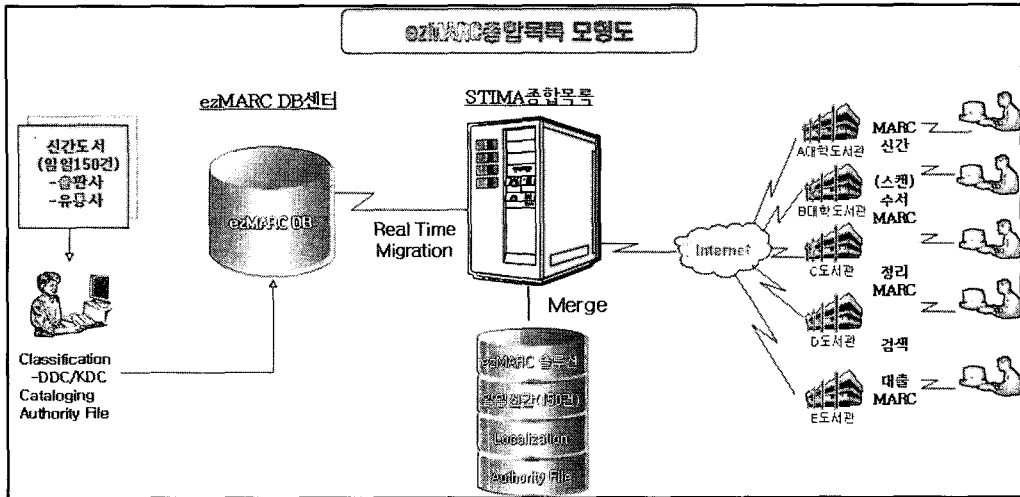 ezMARC종합목록 모형도
ezMARC DB센터
STIMA종합목록
신간도서
(일일150건)
-출판사
-유통사
ezMARC DB
Real Time
Migration
Classification
-DDC/KDC
Cataloging
Authority File
Merge
ezMARC 솔루션
(150건)
Localization
Authority File
Internet
A대학도서관
B대학도서관
C도서관
D도서관
E도서관
MARC
신간
(스캔)
수서
MARC
정리
MARC
검색
대출
MARC